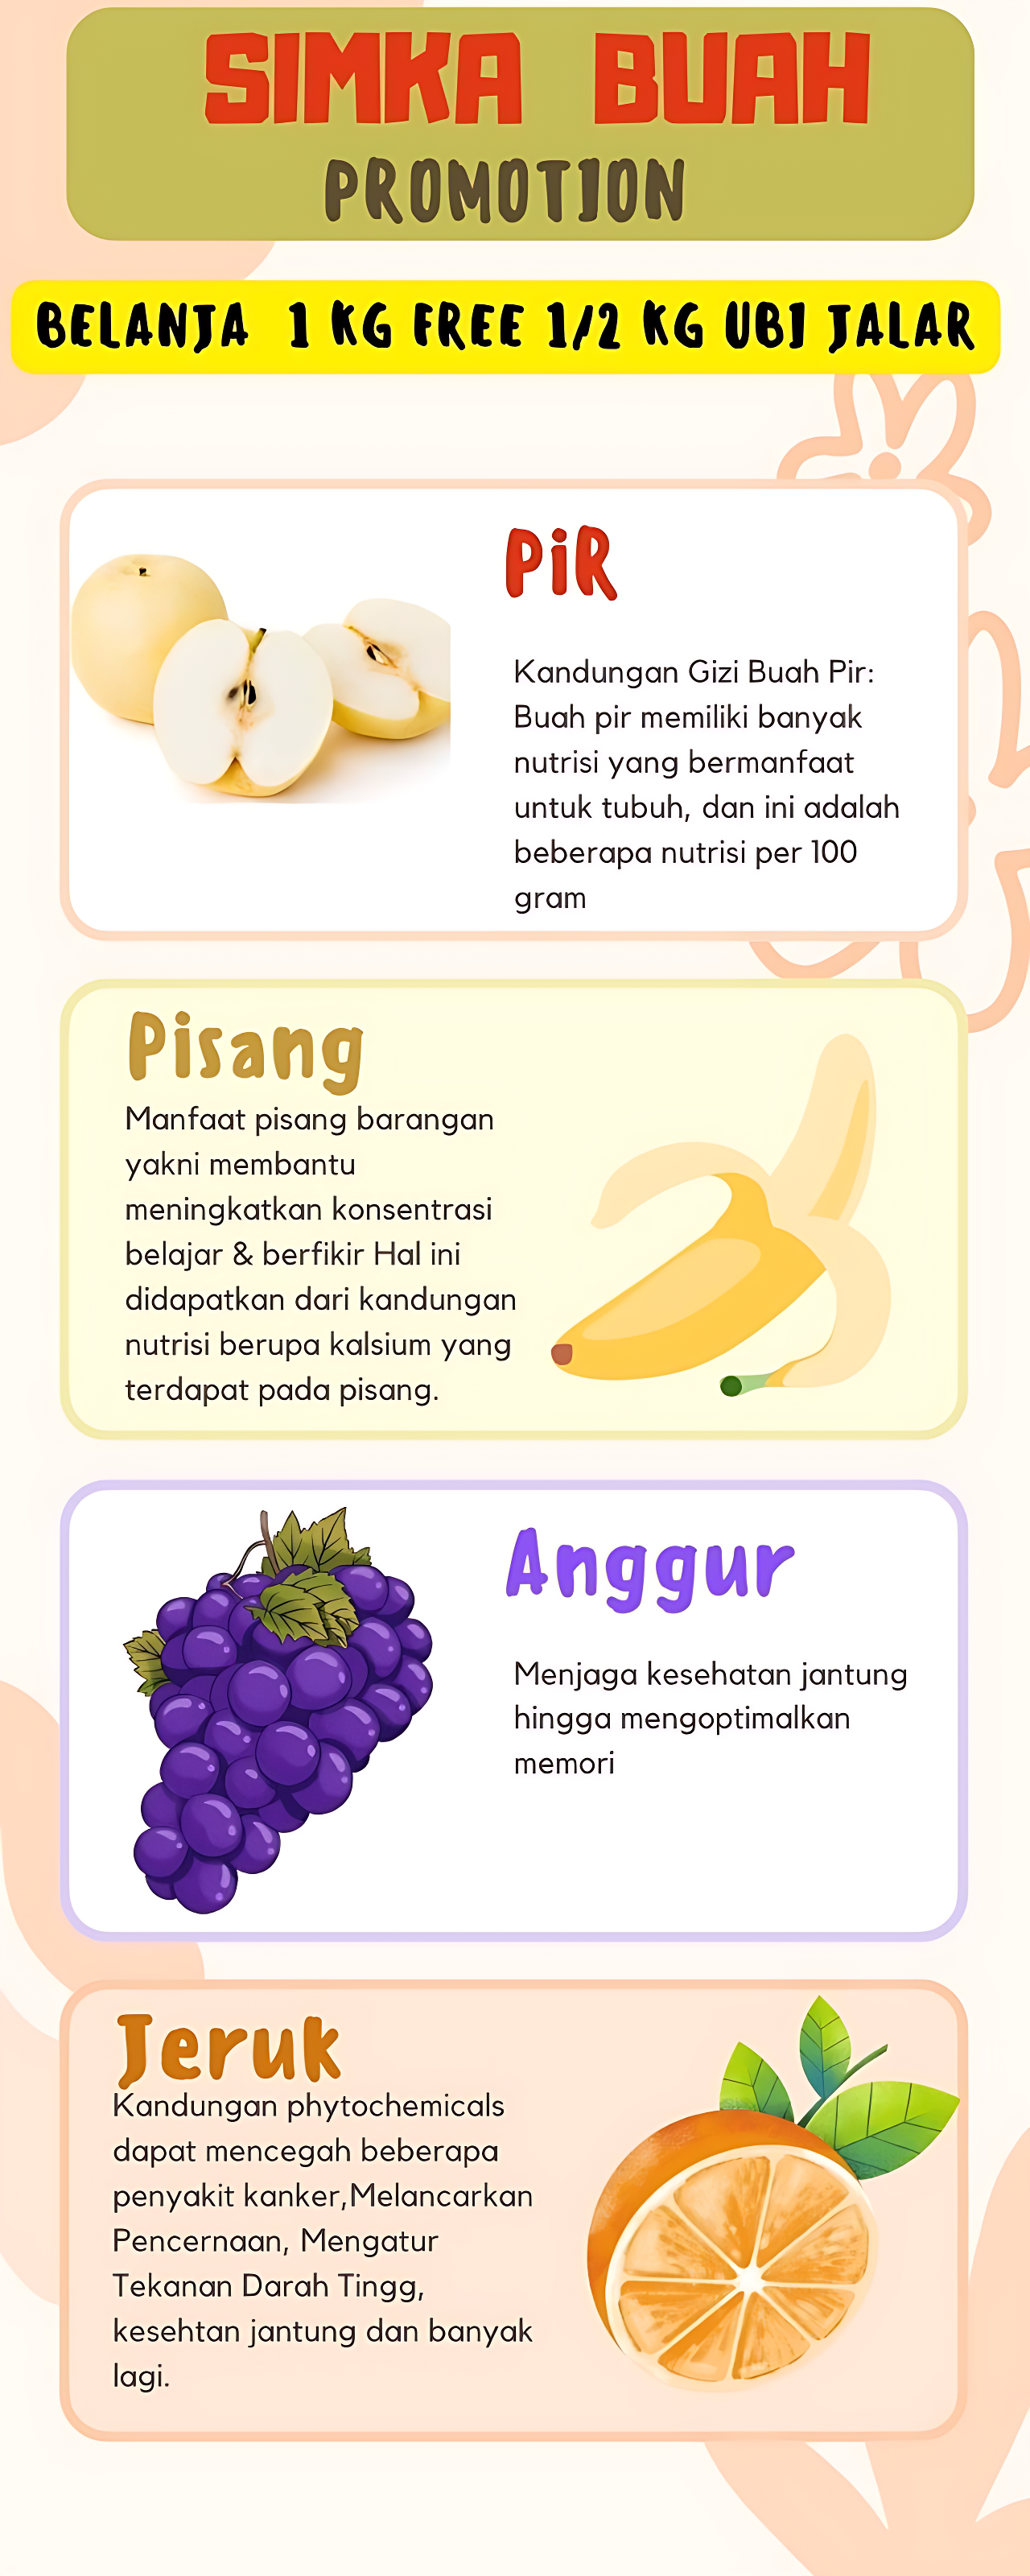 SIMKA BUAH
PROMOTION
BELANJA 1 KG FREE 1/2 KG UBI JALAR
PiR
Kandungan Gizi Buah Pir:
Buah pir memiliki banyak
nutrisi yang bermanfaat
untuk tubuh, dan ini adalah
beberapa nutrisi per 100
gram
Pisang
Manfaat pisang barangan
yakni membantu
meningkatkan konsentrasi
belajar & berfikir Hal ini
didapatkan dari kandungan
nutrisi berupa kalsium yang
terdapat pada pisang.
Anggur
Menjaga kesehatan jantung
hingga mengoptimalkan
memori
Jeruk
Kandungan phytochemicals
dapat mencegah beberapa
penyakit kanker,Melancarkan
Pencernaan, Mengatur
Tekanan Darah Tingg,
kesehtan jantung dan banyak
lagi.